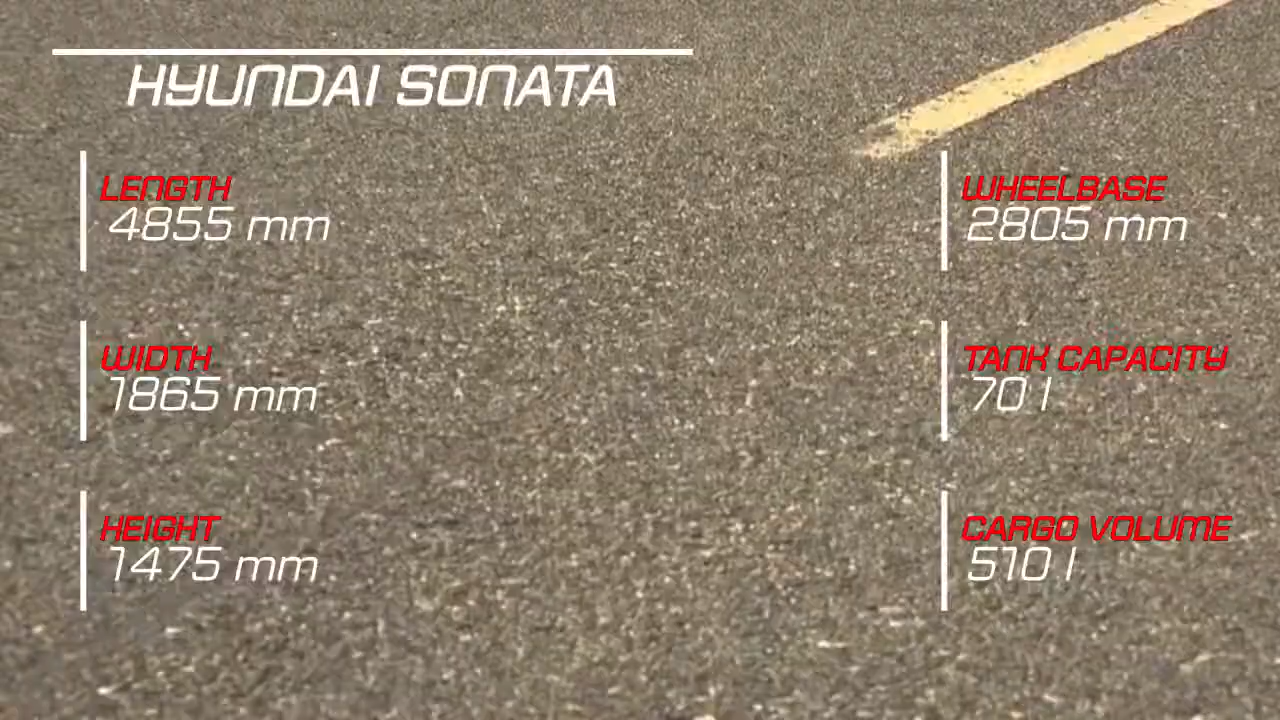 HYUNDAI SONATA
LENGTH
4855 mm
WIDTH
1865 mm
HEIGHT
1475 mm
WHEELBASE
2805 mm
TANK CAPACITY
70 l
CARGO VOLUME
510 l